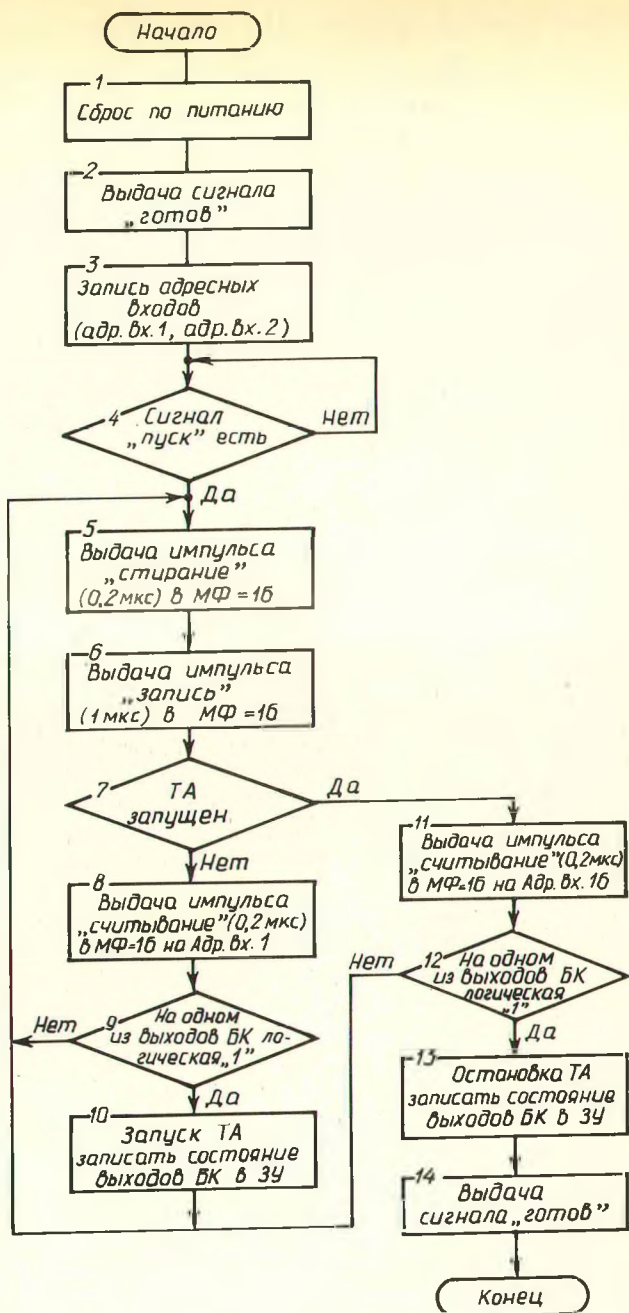 Начало
1
Сброс по питанию
2
Выдача сигнала
„готов”
3
Запись адресных
входов
(адр. вх. 1, адр. вх. 2)
4 Сигнал
„пуск” есть
Нет
Да
5
Выдача импульса
„стирание”
(0,2 мкс) в МФ = 1б
6
Выдача импульса
„запись”
(1 мкс) в МФ = 1б
7 ТА
запущен
Да
Нет
8
Выдача импульса
„считывание” (0,2 мкс)
в МФ = 1б на Адр. вх. 1
9 На одном
из выходов БК ло-
гическая „1”
Нет
Да
10
Запуск ТА
записать состояние
выходов БК в ЗУ
11
Выдача импульса
„считывание” (0,2 мкс)
в МФ = 1б на Адр. вх. 1б
Нет
12 На одном
из выходов БК
логическая
„1”
Да
13
Остановка ТА
записать состояние
выходов БК в ЗУ
14
Выдача
сигнала „готов”
Конец